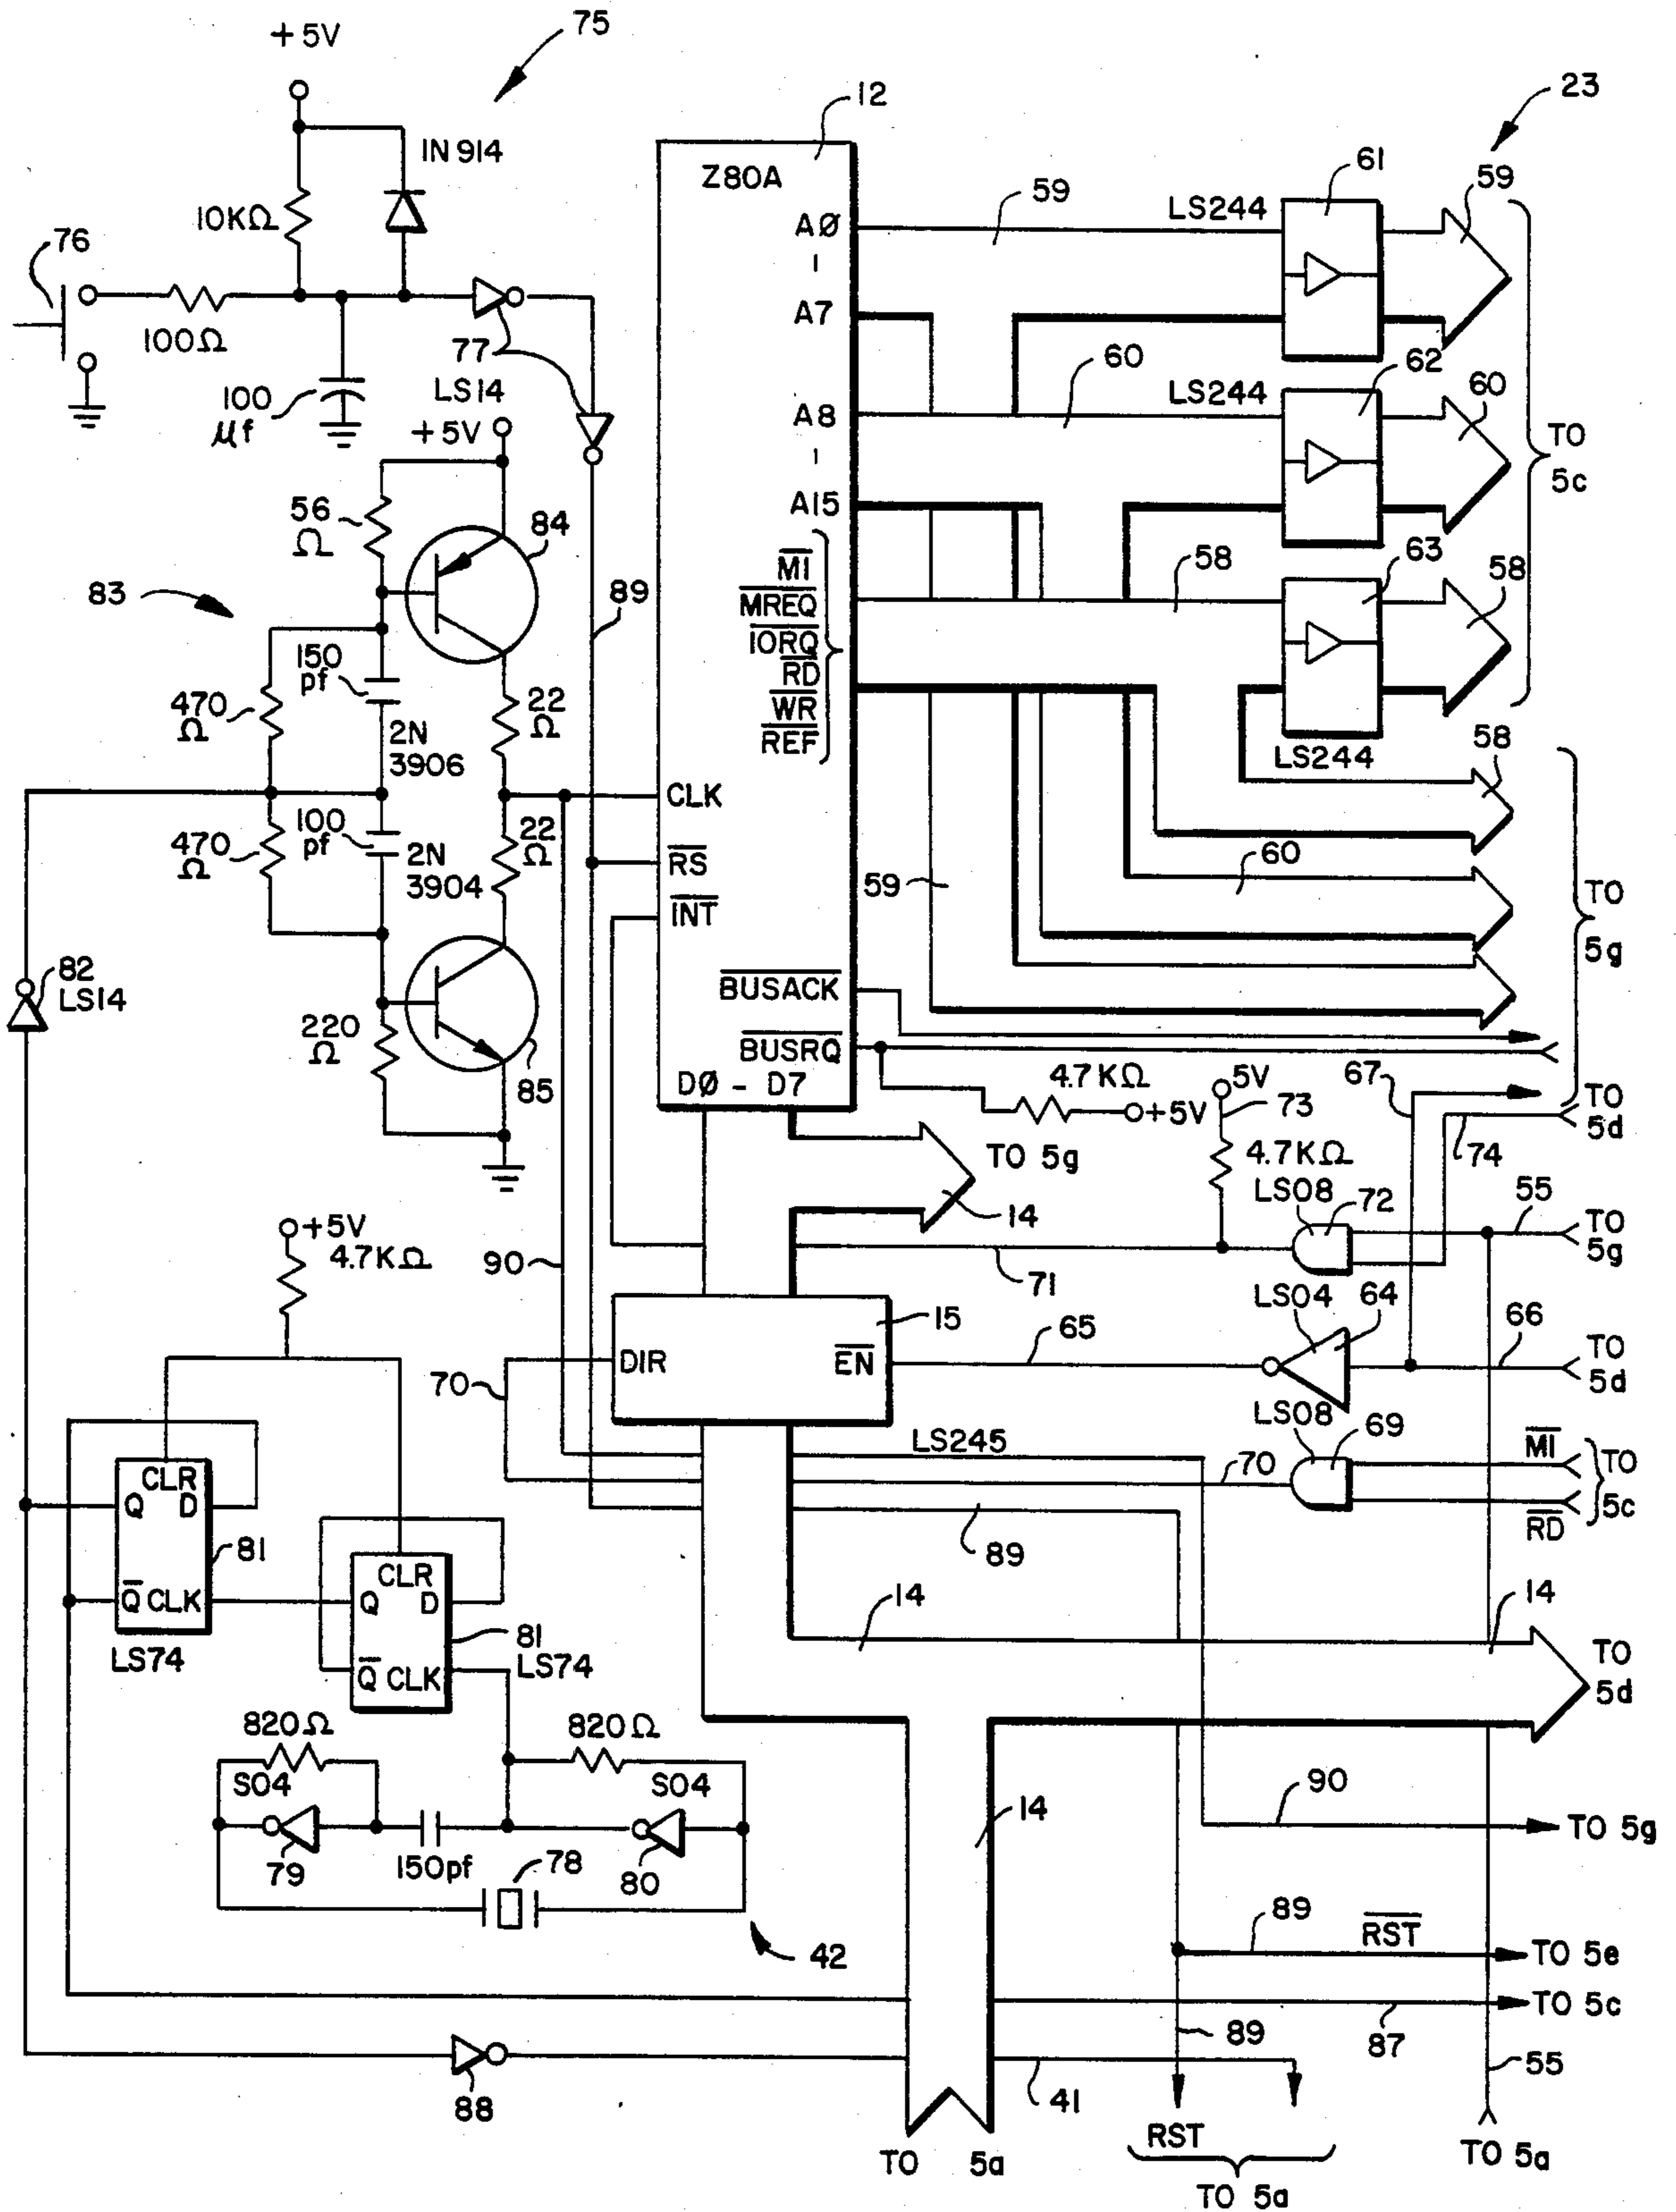 +5V
75
12
23
IN 914
Z80A
61
59
59
LS244
10KΩ
AØ
76
A7
100Ω
77
60
62
LS244
60
100
μf
LS14
A8
TO
5c
+5V
A15
56
Ω
84
63
58
58
MI
83
89
MREQ
IORQ
150
pf
RD
470
Ω
22
Ω
WR
2N
3906
REF
LS244
58
CLK
100
pf
22
Ω
470
Ω
2N
3904
RS
59
60
TO
5g
INT
82
LS14
BUSACK
220
Ω
BUSRQ
85
DØ - D7
4.7 KΩ
+5V
5V
73
67
TO
5d
74
TO 5g
4.7KΩ
LS08
72
55
TO
5g
14
+5V
4.7KΩ
90
71
LS04
64
15
65
66
TO
5d
DIR
EN
70
LS08
69
LS245
MI
TO
5c
70
RD
CLR
Q
D
81
89
CLR
Q
D
Q CLK
14
14
LS74
81
LS74
Q CLK
TO
5d
820Ω
820Ω
S04
S04
90
14
TO 5g
79
150pf
78
80
89
RST
42
TO 5e
TO 5c
89
87
88
41
55
RST
TO 5a
TO 5a
TO 5a